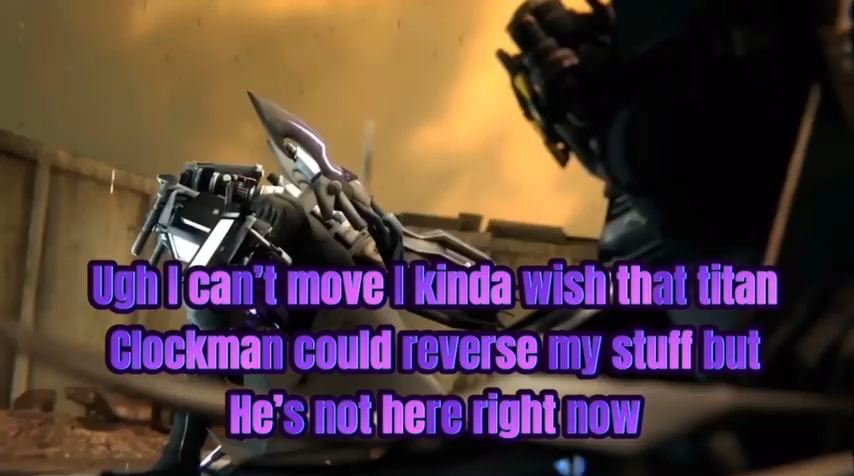 Ugh I can't move I kinda wish that titan
Clockman could reverse my stuff but
He's not here right now